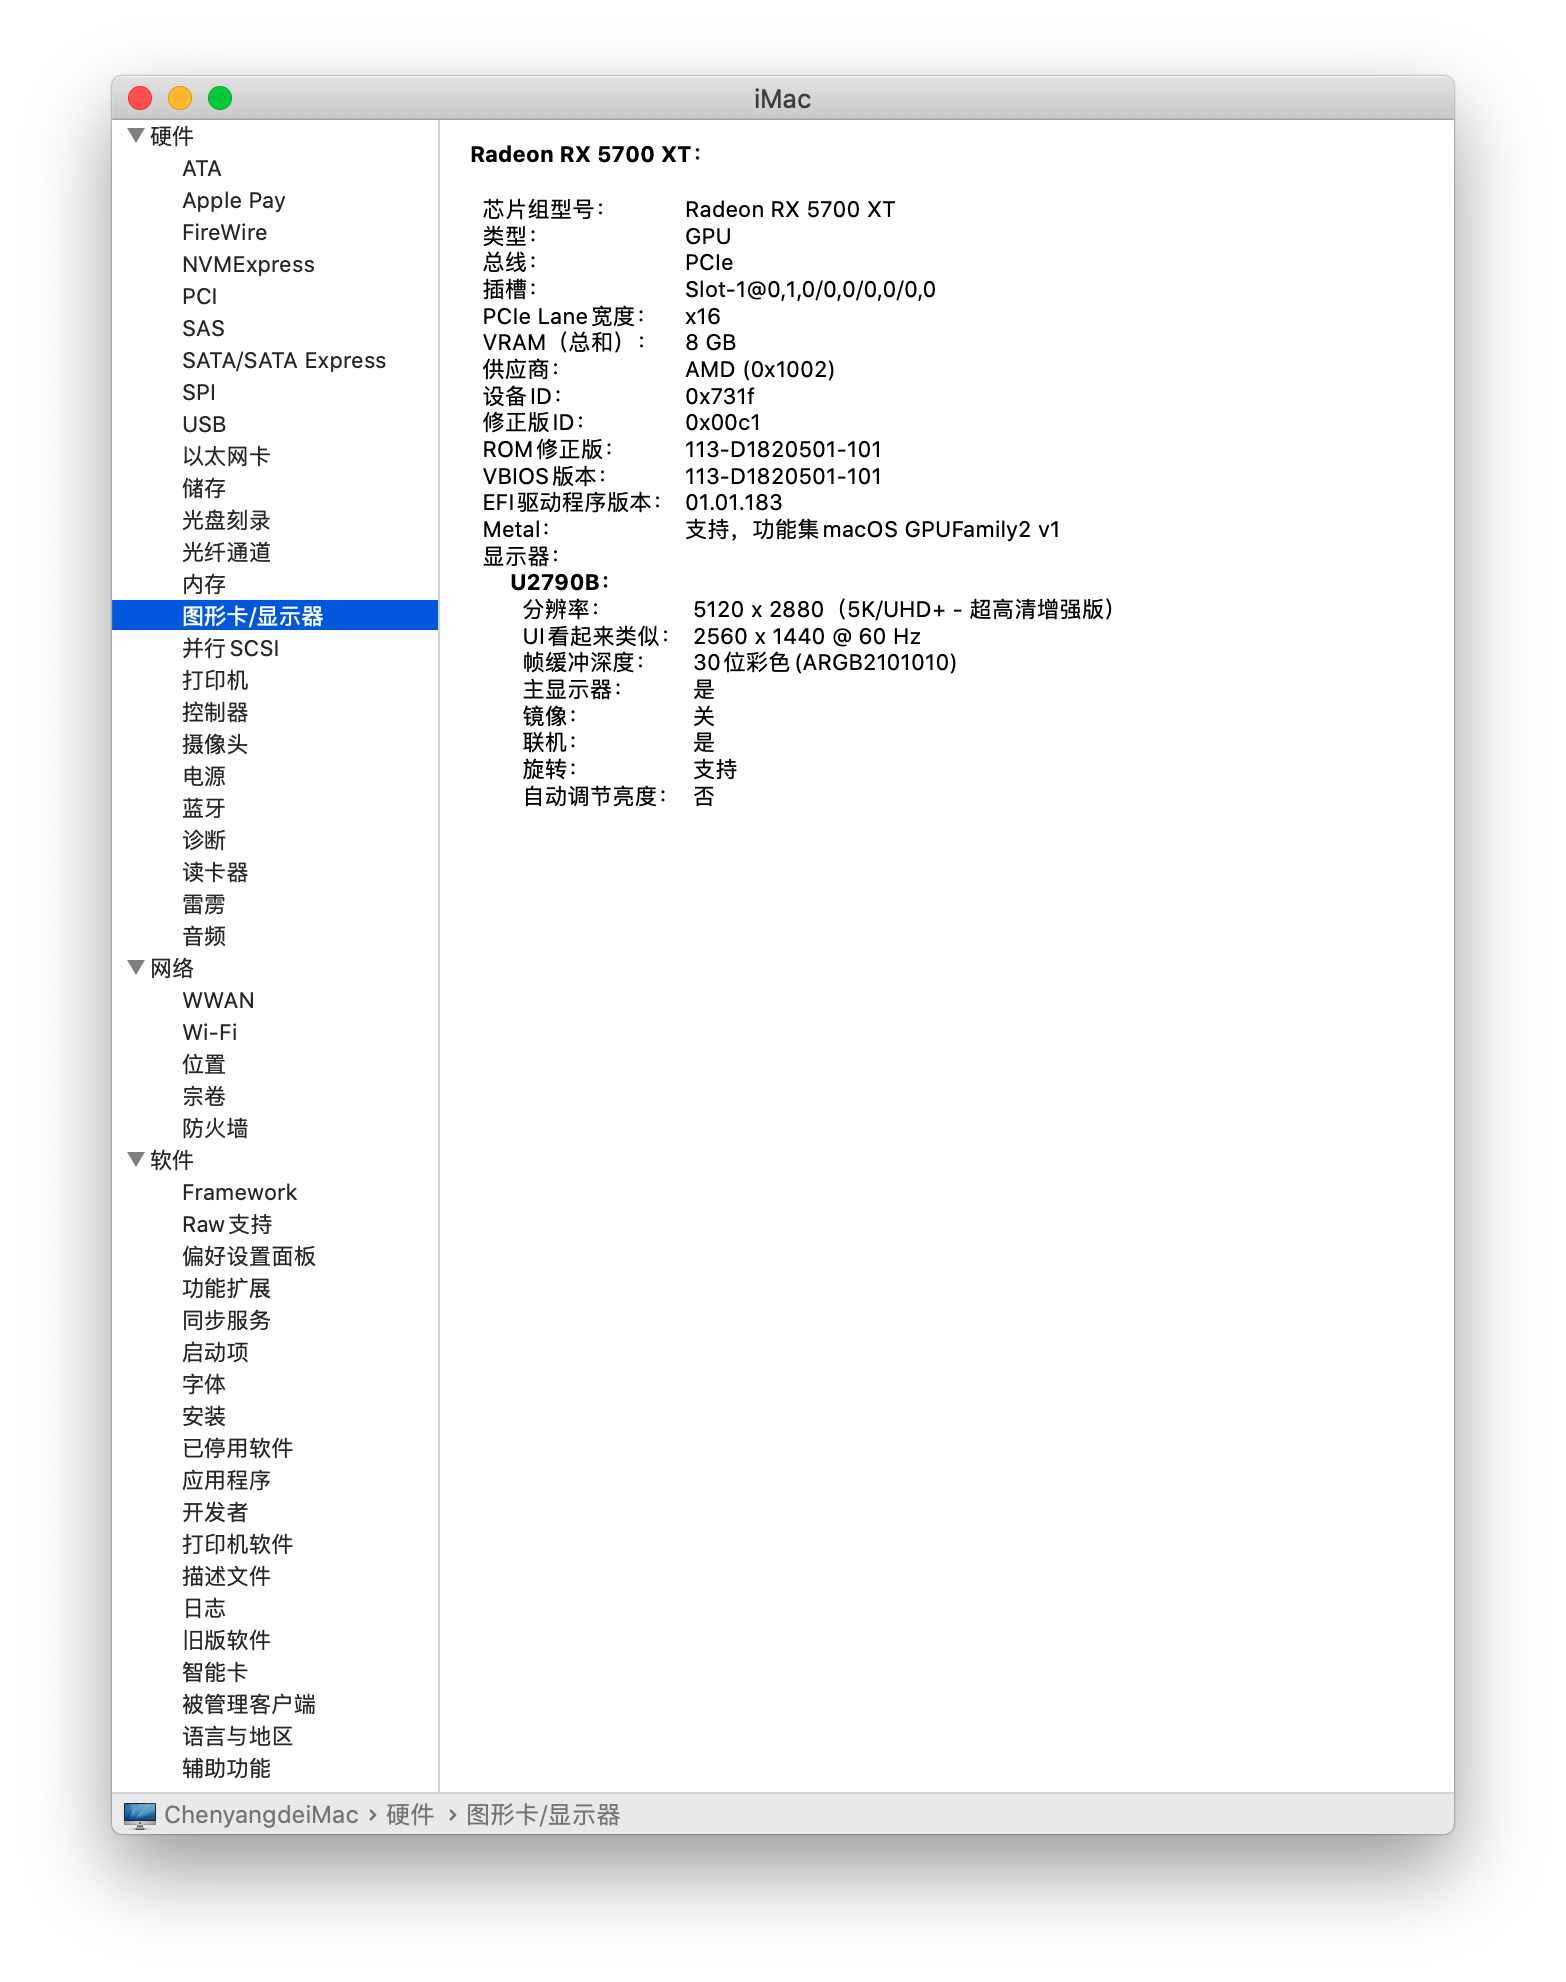 iMac
硬件
ATA
Apple Pay
FireWire
NVMExpress
PCI
SAS
SATA/SATA Express
SPI
USB
以太网卡
储存
光盘刻录
光纤通道
内存
图形卡/显示器
并行 SCSI
打印机
控制器
摄像头
电源
蓝牙
诊断
读卡器
雷雳
音频
网络
WWAN
Wi-Fi
位置
宗卷
防火墙
软件
Framework
Raw 支持
偏好设置面板
功能扩展
同步服务
启动项
字体
安装
已停用软件
应用程序
开发者
打印机软件
描述文件
日志
旧版软件
智能卡
被管理客户端
语言与地区
辅助功能
Radeon RX 5700 XT：
芯片组型号： Radeon RX 5700 XT
类型： GPU
总线： PCIe
插槽： Slot-1@0,1,0/0,0/0,0/0,0
PCIe Lane 宽度： x16
VRAM（总和）： 8 GB
供应商： AMD (0x1002)
设备 ID： 0x731f
修正版 ID： 0x00c1
ROM 修正版： 113-D1820501-101
VBIOS 版本： 113-D1820501-101
EFI 驱动程序版本： 01.01.183
Metal： 支持，功能集 macOS GPUFamily2 v1
显示器：
U2790B：
分辨率： 5120 x 2880（5K/UHD+ - 超高清增强版）
UI 看起来类似： 2560 x 1440 @ 60 Hz
帧缓冲深度： 30 位彩色 (ARGB2101010)
主显示器： 是
镜像： 关
联机： 是
旋转： 支持
自动调节亮度： 否
ChenyangdeiMac › 硬件 › 图形卡/显示器